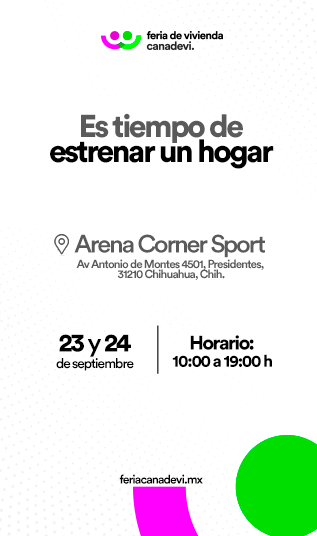 feria de vivienda
canadevi.
Es tiempo de
estrenar un hogar
Arena Corner Sport
Av Antonio de Montes 4501, Presidentes,
31210 Chihuahua, Chih.
23 y 24
de septiembre
Horario:
10:00 a 19:00 h
feriacanadevi.mx